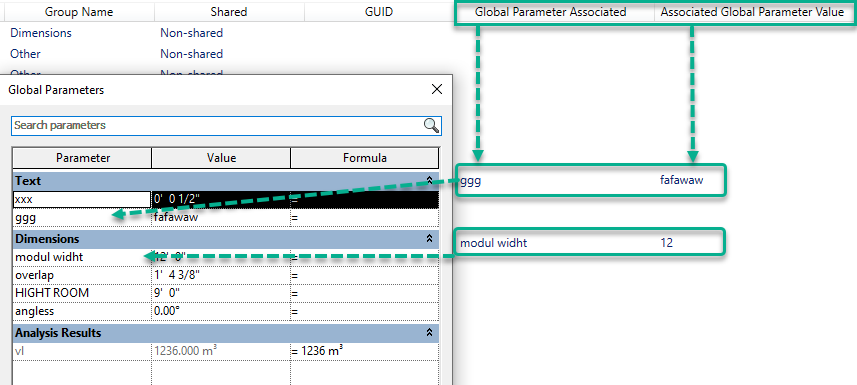 Group Name Shared GUID Global Parameter Associated Associated Global Parameter Value
Dimensions Non-shared
Other Non-shared
Other Non-shared
Global Parameters
Search parameters
Parameter Value Formula
Text
xxx 0' 0 1/2" =
ggg fafawaw =
Dimensions
modul widht 12' 0" =
overlap 1' 4 3/8" =
HIGHT ROOM 9' 0" =
angless 0.00° =
Analysis Results
vl 1236.000 m³ = 1236 m³
ggg fafawaw
modul widht 12